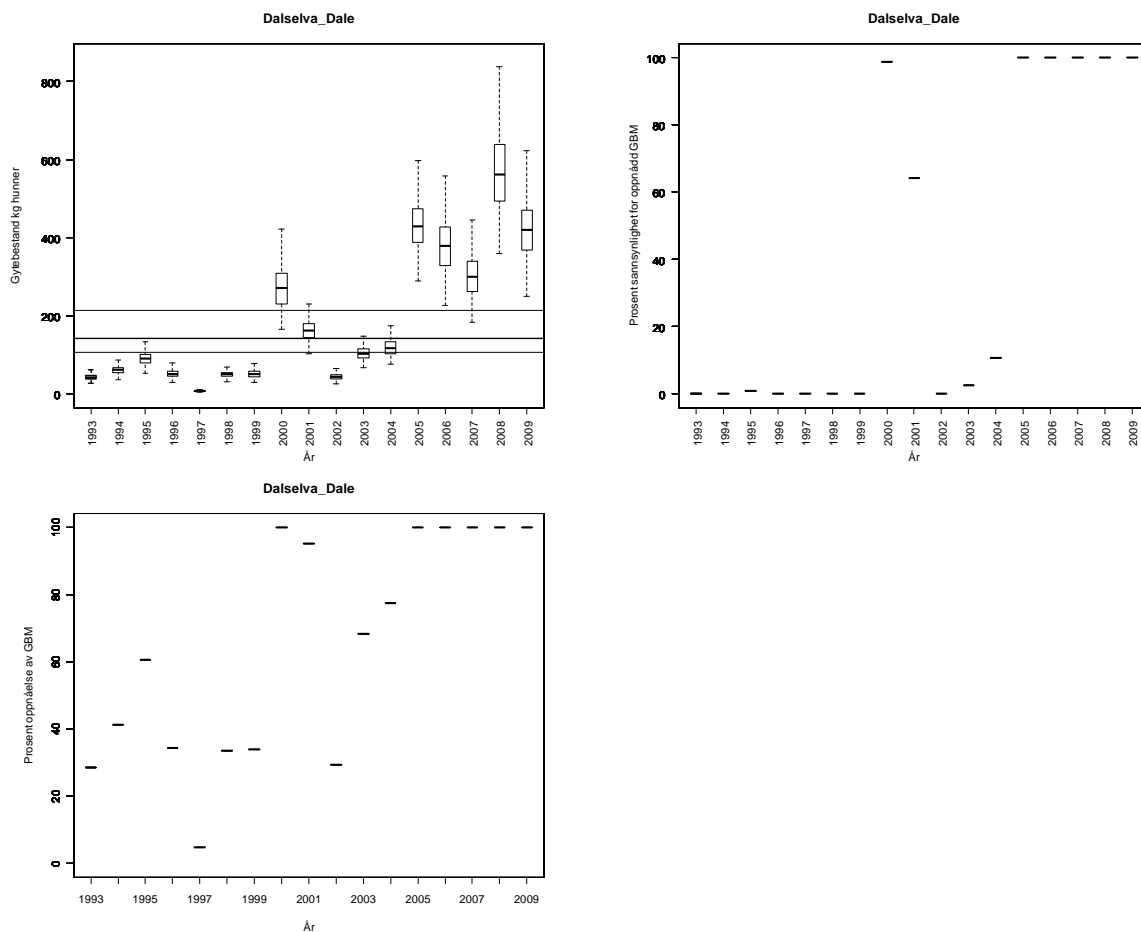 Dalselva_Dale
Gytebestand kg hunner
800
600
400
200
0
1993 1994 1995 1996 1997 1998 1999 2000 2001 2002 2003 2004 2005 2006 2007 2008 2009
År
Dalselva_Dale
Prosent sannsynlighet for oppnådd GBM
100
80
60
40
20
0
1993 1994 1995 1996 1997 1998 1999 2000 2001 2002 2003 2004 2005 2006 2007 2008 2009
År
Dalselva_Dale
Prosent oppnåelse av GBM
100
80
60
40
20
0
1993 1995 1997 1999 2001 2003 2005 2007 2009
År